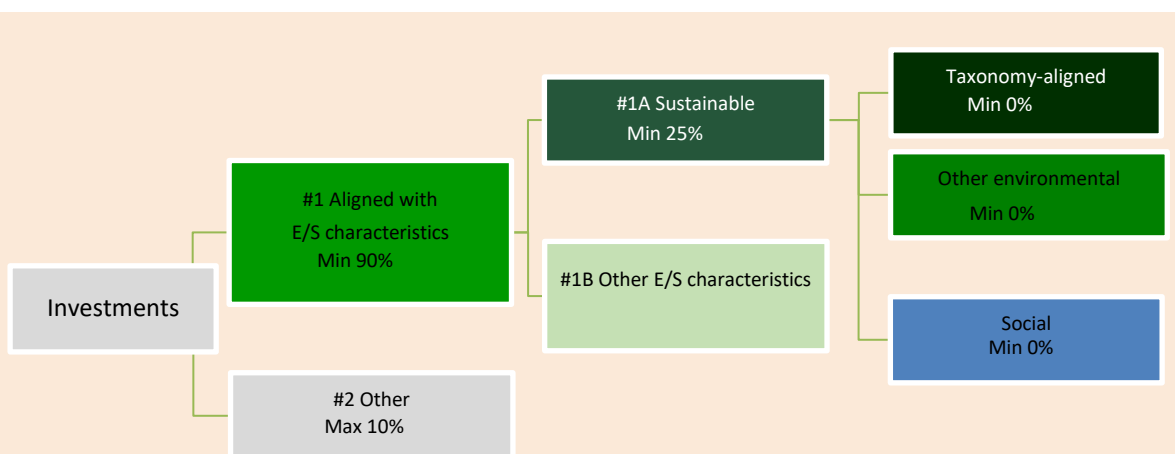 Investments
#1 Aligned with
E/S characteristics
Min 90%
#2 Other
Max 10%
#1A Sustainable
Min 25%
#1B Other E/S characteristics
Taxonomy-aligned
Min 0%
Other environmental
Min 0%
Social
Min 0%